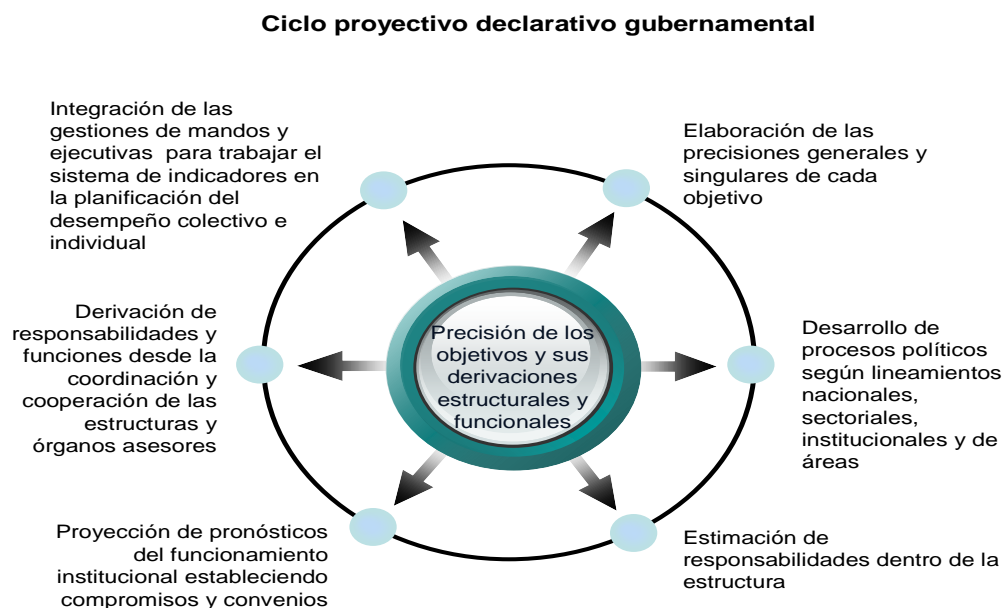 Ciclo proyectivo declarativo gubernamental
Integración de las
gestiones de mandos y
ejecutivas para trabajar el
sistema de indicadores en
la planificación del
desempeño colectivo e
individual
Elaboración de las
precisiones generales y
singulares de cada
objetivo
Derivación de
responsabilidades y
funciones desde la
coordinación y
cooperación de las
estructuras y
órganos asesores
Precisión de los
objetivos y sus
derivaciones
estructurales y
funcionales
Desarrollo de
procesos políticos
según lineamientos
nacionales,
sectoriales,
institucionales y de
áreas
Proyección de pronósticos
del funcionamiento
institucional estableciendo
compromisos y convenios
Estimación de
responsabilidades dentro de la
estructura